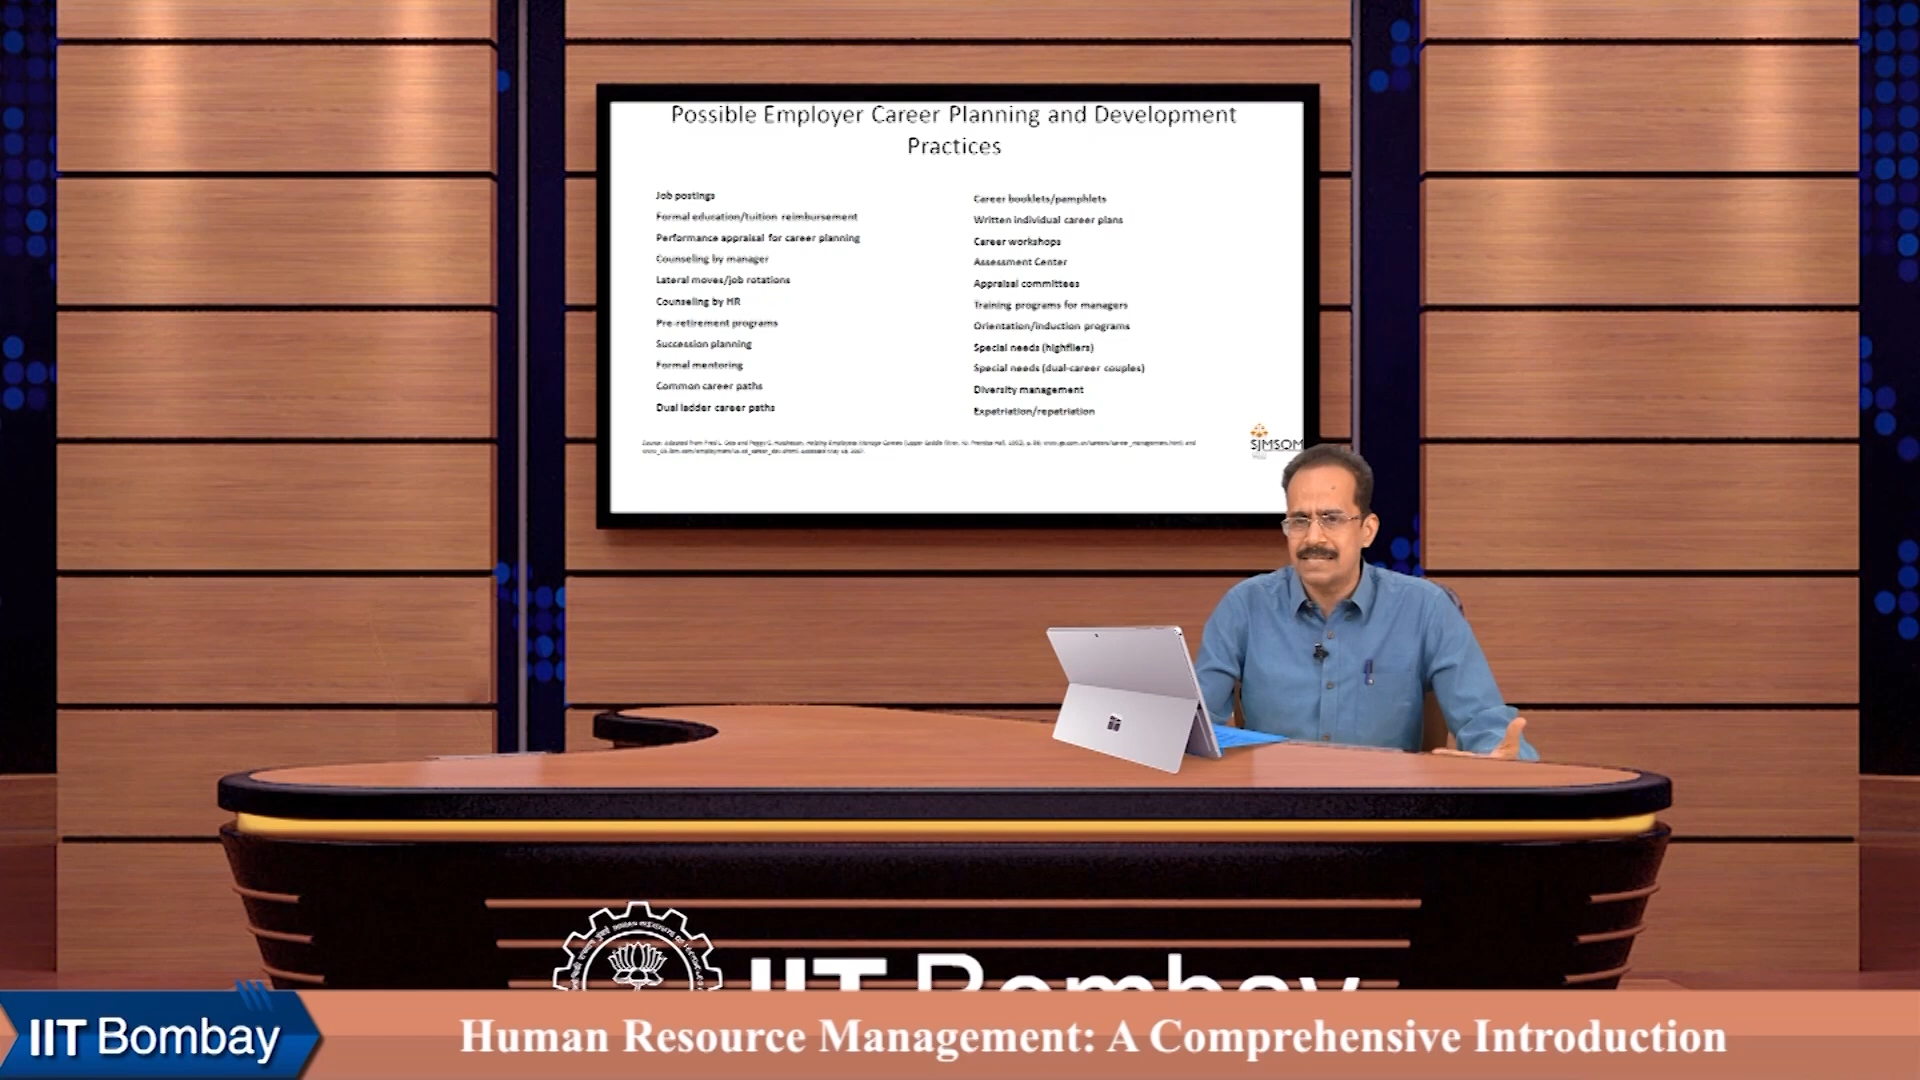 Possible Employer Career Planning and Development
Practices
Job postings
Formal education/tuition reimbursement
Performance appraisal for career planning
Counseling by manager
Lateral moves/job rotations
Counseling by HR
Pre-retirement programs
Succession planning
Formal mentoring
Common career paths
Dual ladder career paths
Career booklets/pamphlets
Written individual career plans
Career workshops
Assessment Center
Appraisal committees
Training programs for managers
Orientation/induction programs
Special needs (highfliers)
Special needs (dual-career couples)
Diversity management
Expatriation/repatriation
SJMSOM
IIT Bombay
IIT Bombay
Human Resource Management: A Comprehensive Introduction